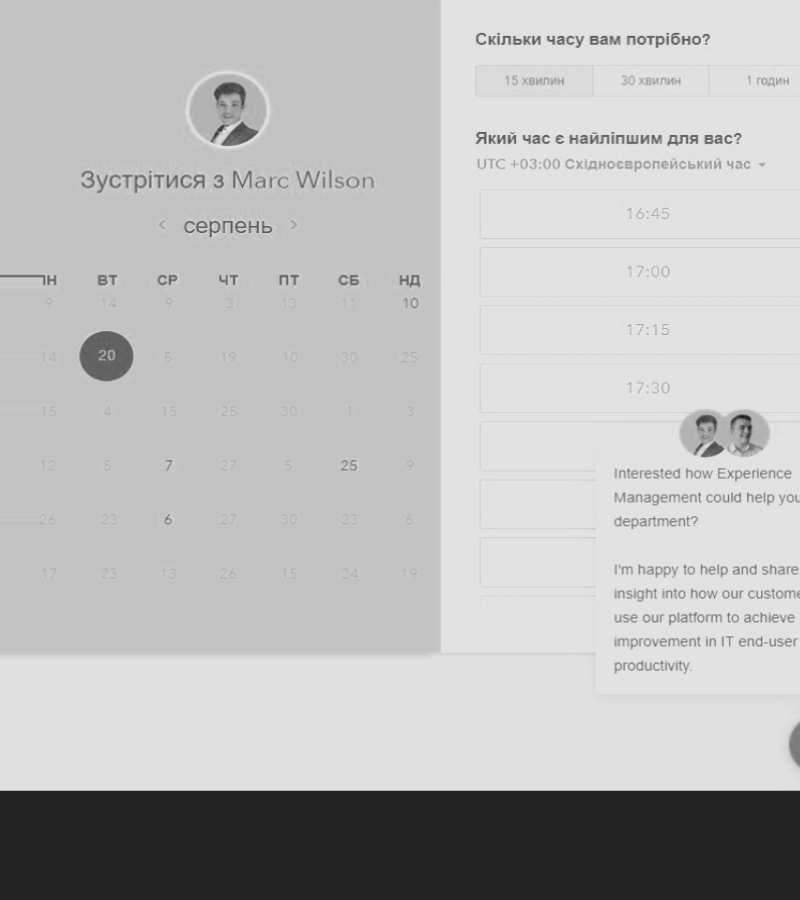 Зустрітися з Marc Wilson
серпень
ІН ВТ СР ЧТ ПТ СБ НД
9 14 9 3 13 11 10
14 20 5 19 10 30 25
15 4 15 25 30 1 3
12 5 7 27 5 25 9
26 23 6 27 30 23 6
17 23 13 26 15 24 19
Скільки часу вам потрібно?
15 хвилин 30 хвилин 1 годин
Який час є найліпшим для вас?
UTC +03:00 Східноєвропейський час
16:45
17:00
17:15
17:30
Interested how Experience
Management could help you
department?
I'm happy to help and share
insight into how our custome
use our platform to achieve
improvement in IT end-user
productivity.